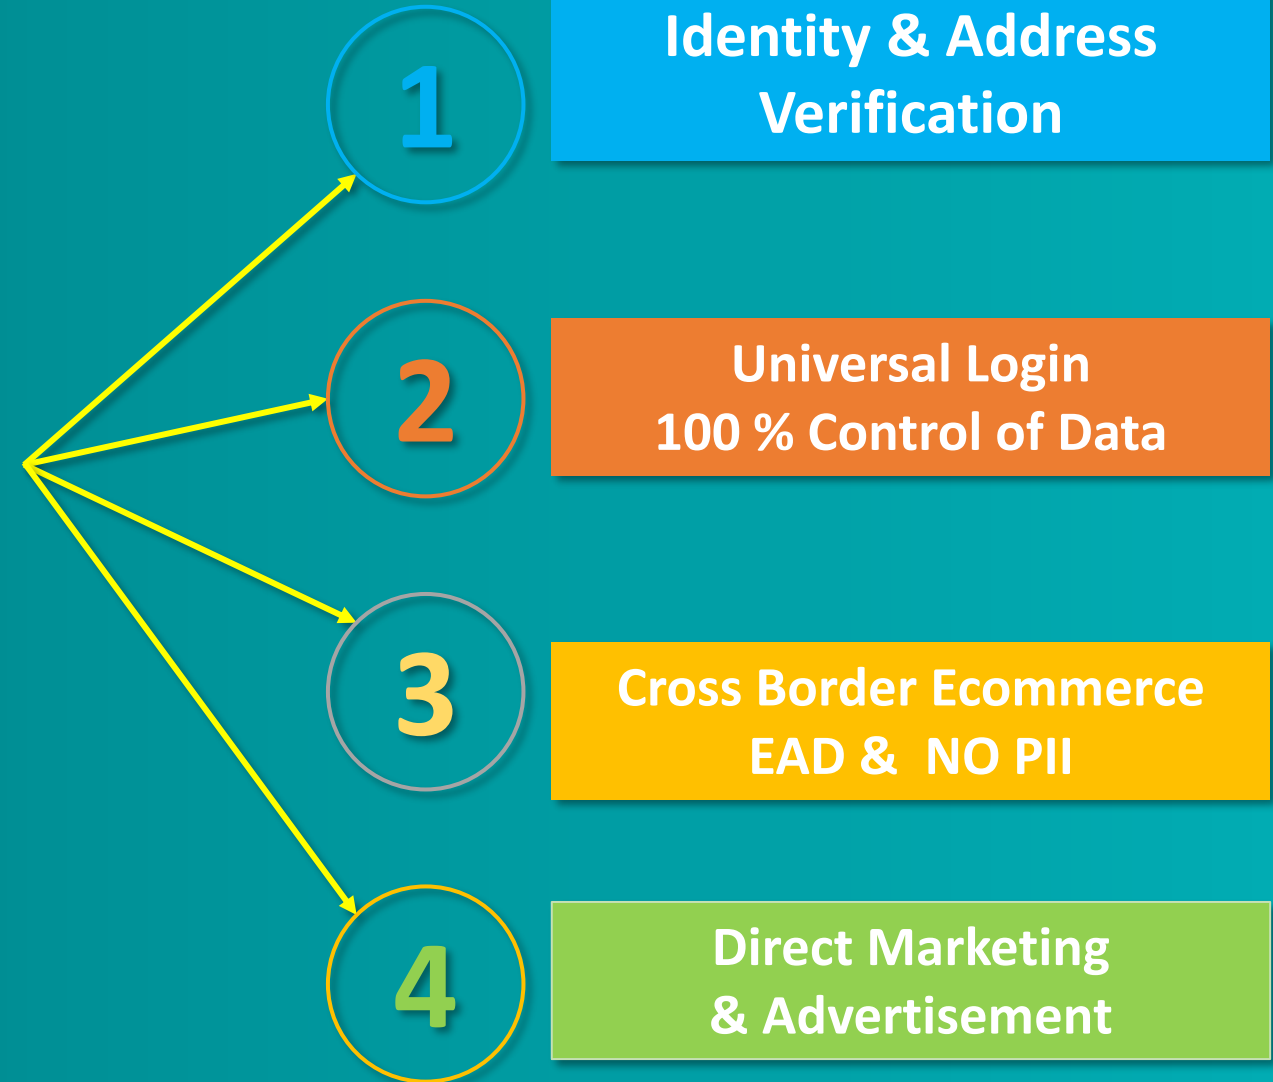 1
Identity & Address
Verification
2
Universal Login
100 % Control of Data
3
Cross Border Ecommerce
EAD &  NO PII
4
Direct Marketing
& Advertisement